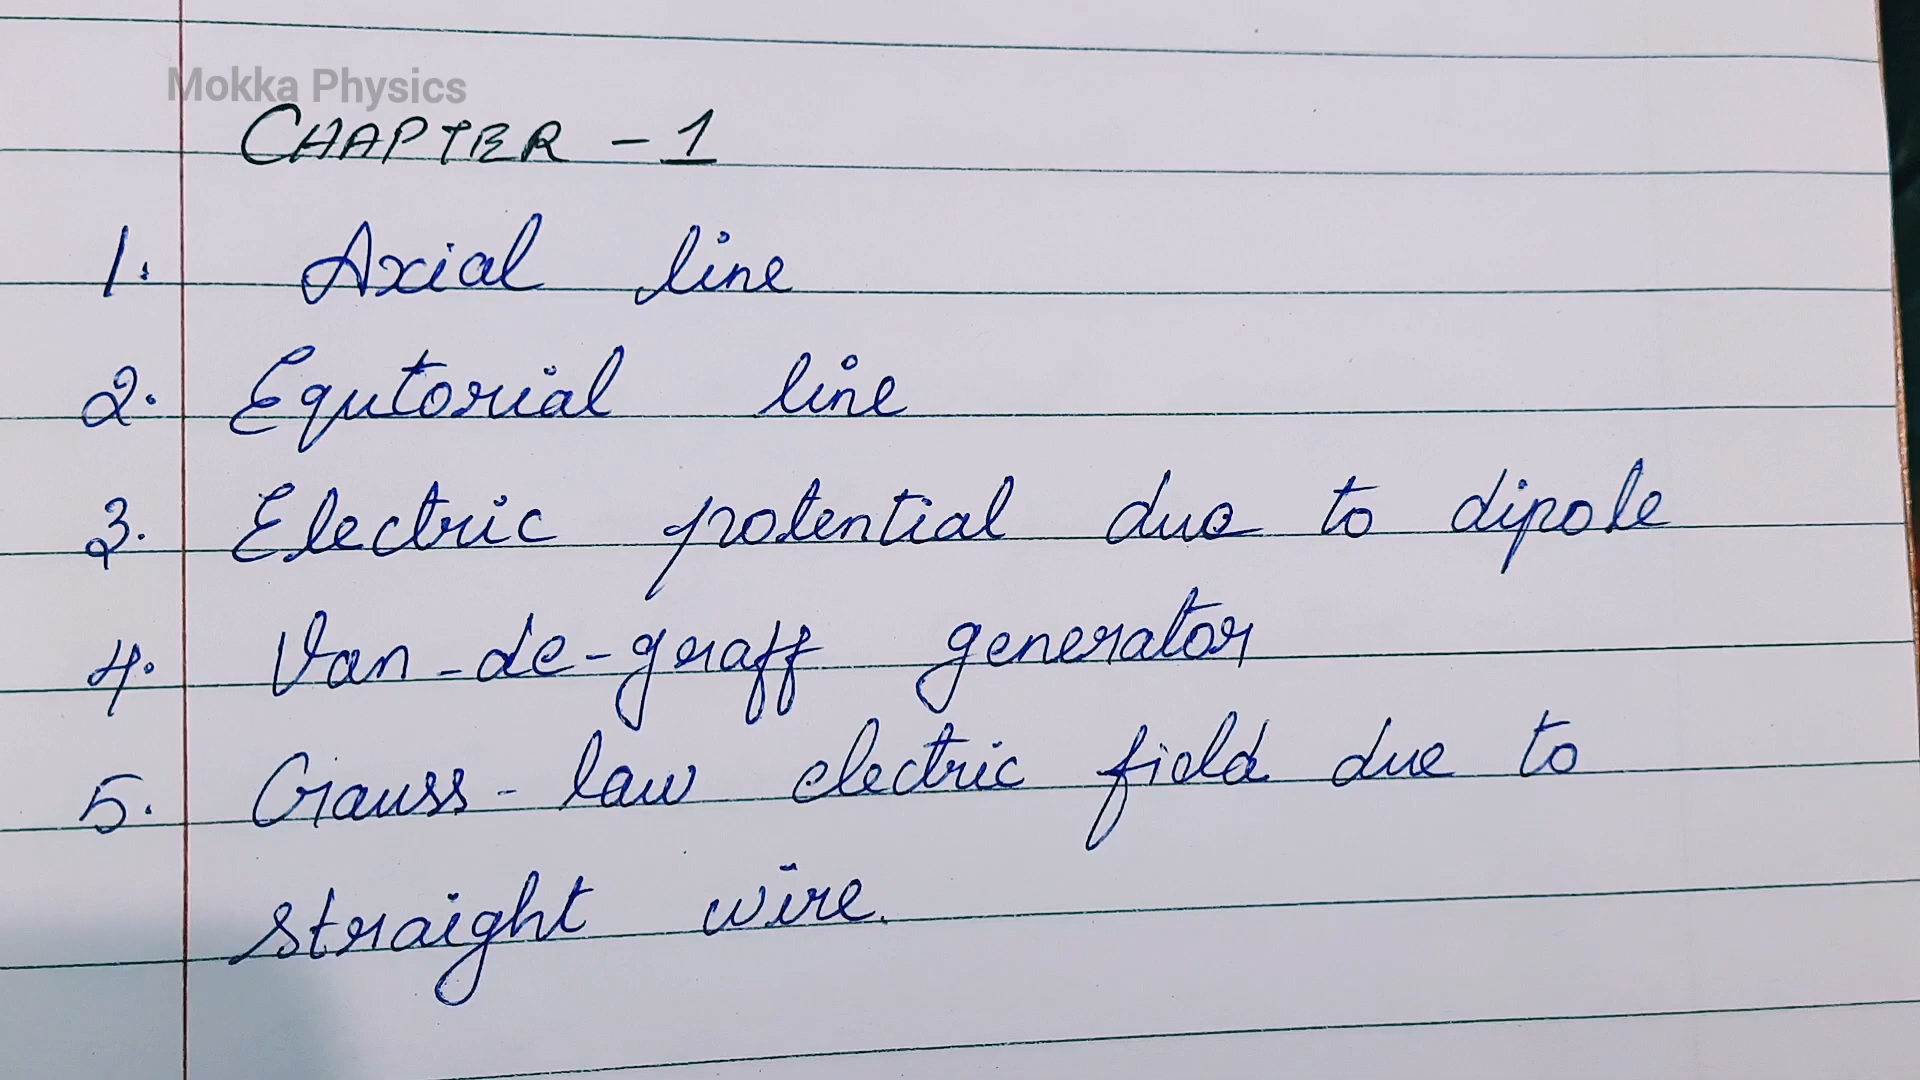 Mokka Physics
CHAPTER - 1
1. Axial line
2. Equtorial line
3. Electric potential due to dipole
4. Van-de-graff generator
5. Gauss-law electric field due to
straight wire.